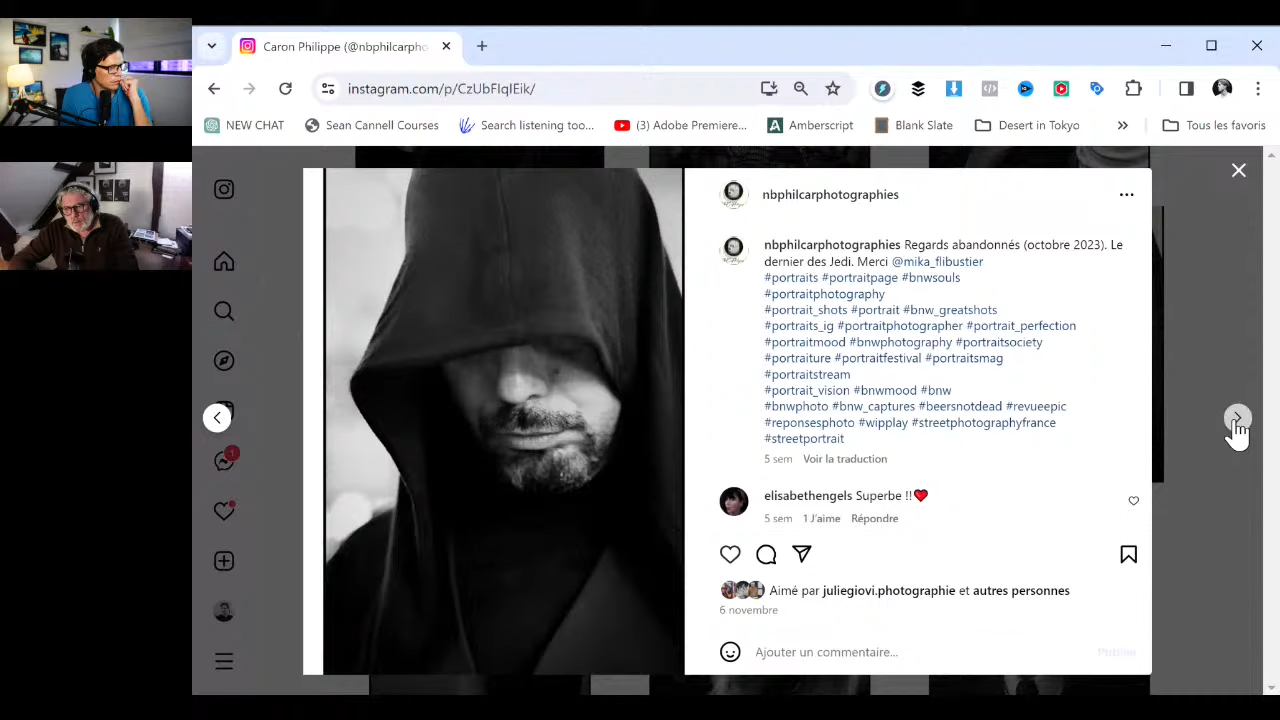 Caron Philippe (@nbphilcarpho
instagram.com/p/CzUbFIqIEik/
NEW CHAT
Sean Cannell Courses
Search listening too...
(3) Adobe Premiere...
Amberscript
Blank Slate
Desert in Tokyo
Tous les favoris
nbphilcarphotographies
nbphilcarphotographies Regards abandonnés (octobre 2023). Le
dernier des Jedi. Merci @mika_flibustier
#portraits #portraitpage #bnwsouls
#portraitphotography
#portrait_shots #portrait #bnw_greatshots
#portraits_ig #portraitphotographer #portrait_perfection
#portraitmood #bnwphotography #portraitsociety
#portraiture #portraitfestival #portraitsmag
#portraitstream
#portrait_vision #bnwmood #bnw
#bnwphoto #bnw_captures #beersnotdead #revueepic
#reponsesphoto #wipplay #streetphotographyfrance
#streetportrait
5 sem Voir la traduction
elisabethengels Superbe !!❤️
5 sem 1 J'aime Répondre
1
Aimé par juliegiovi.photographie et autres personnes
6 novembre
Ajouter un commentaire...
Publier